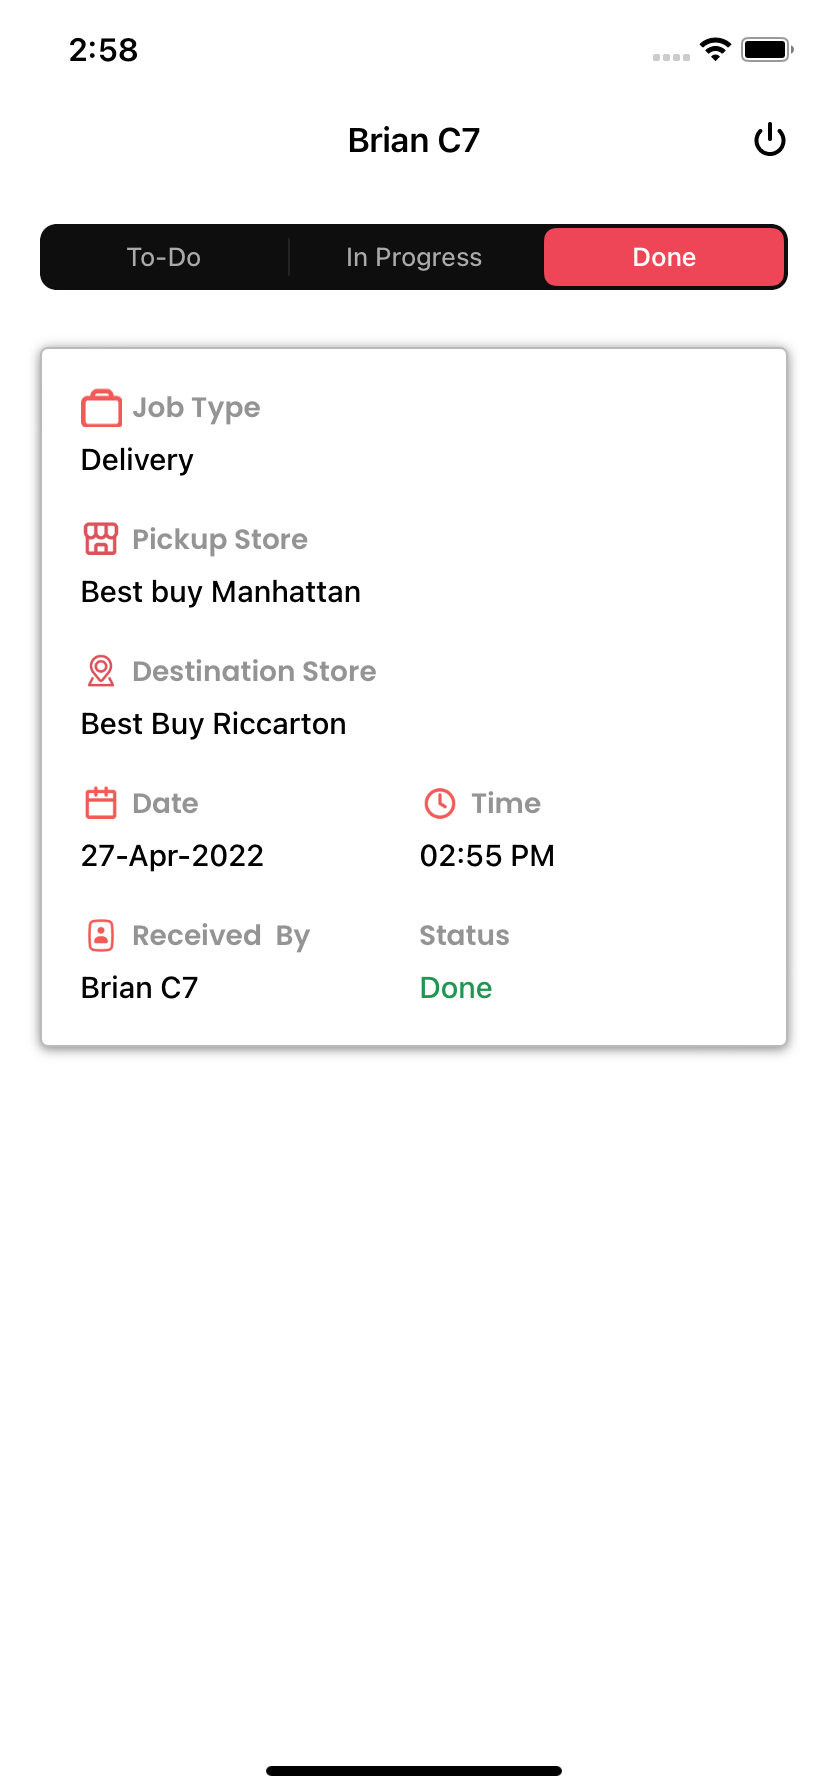 2:58
Brian C7
To-Do In Progress Done
Job Type
Delivery
Pickup Store
Best buy Manhattan
Destination Store
Best Buy Riccarton
Date Time
27-Apr-2022 02:55 PM
Received By Status
Brian C7 Done